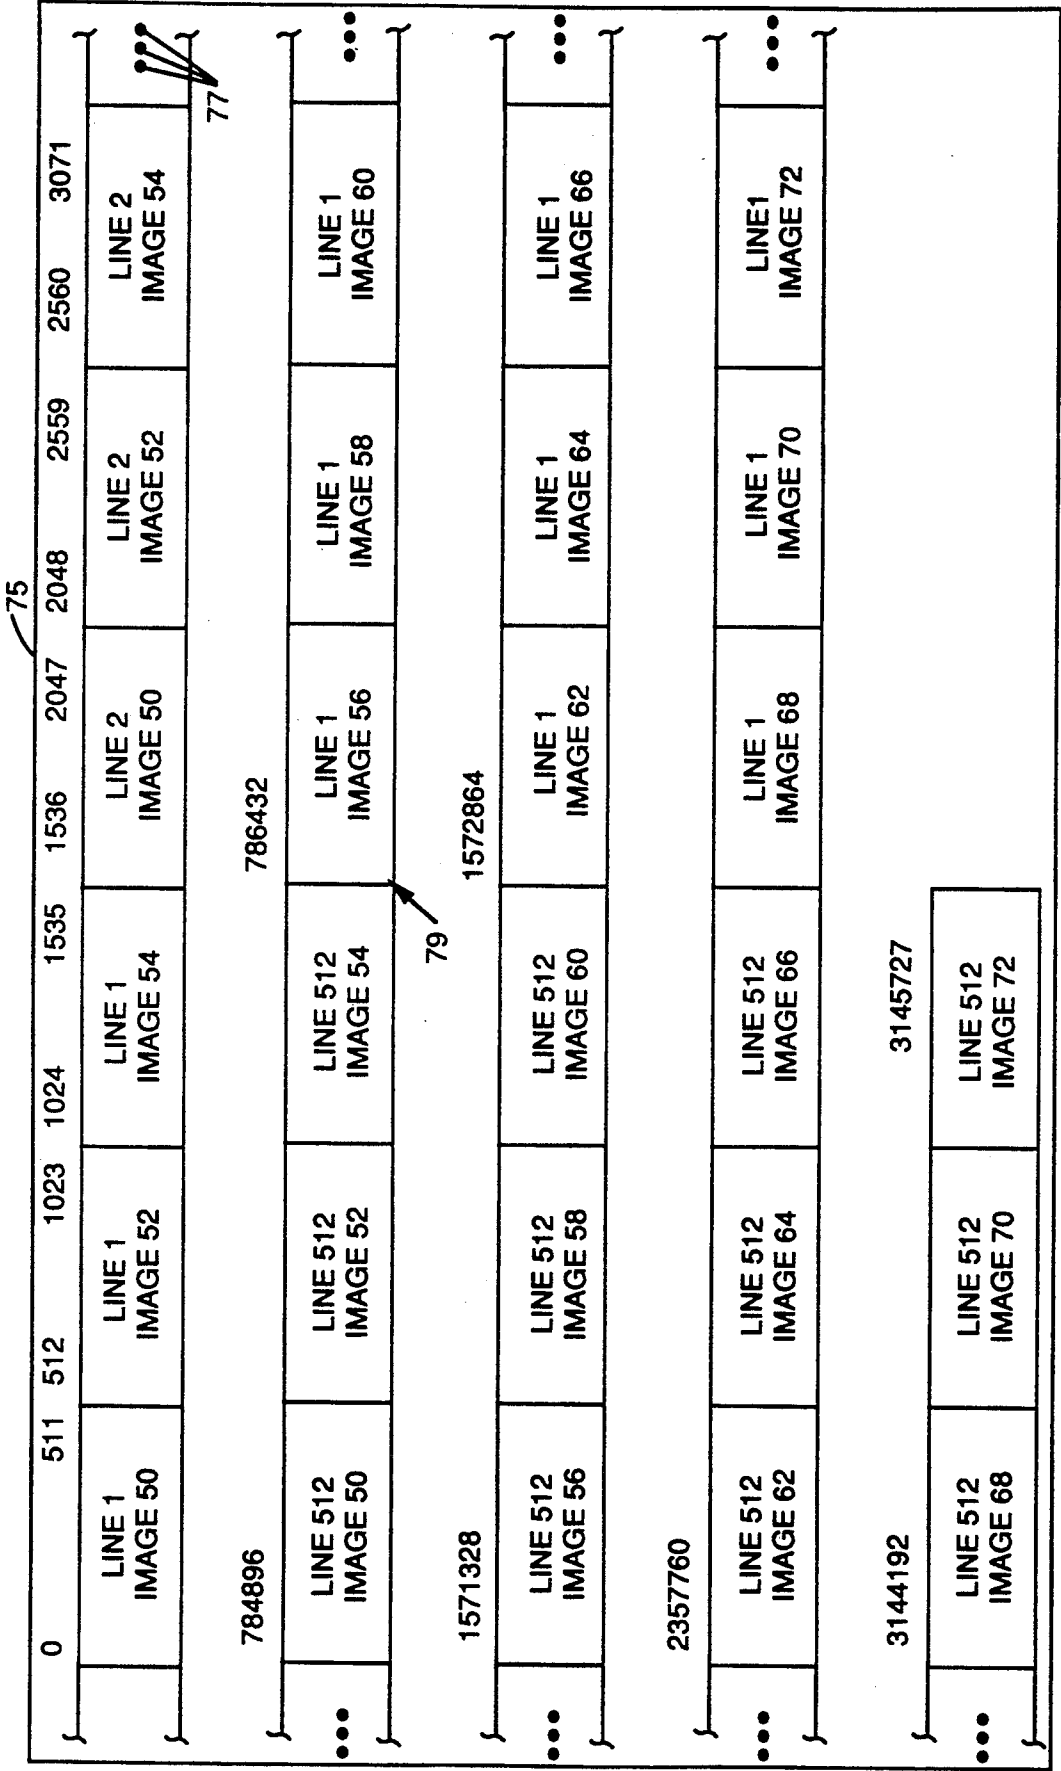 75
0 511 512 1023 1024 1535 1536 2047 2048 2559 2560 3071
LINE 1
IMAGE 50
LINE 1
IMAGE 52
LINE 1
IMAGE 54
LINE 2
IMAGE 50
LINE 2
IMAGE 52
LINE 2
IMAGE 54
77
784896
786432
LINE 512
IMAGE 50
LINE 512
IMAGE 52
LINE 512
IMAGE 54
LINE 1
IMAGE 56
LINE 1
IMAGE 58
LINE 1
IMAGE 60
79
1571328
1572864
LINE 512
IMAGE 56
LINE 512
IMAGE 58
LINE 512
IMAGE 60
LINE 1
IMAGE 62
LINE 1
IMAGE 64
LINE 1
IMAGE 66
2357760
LINE 512
IMAGE 62
LINE 512
IMAGE 64
LINE 512
IMAGE 66
LINE 1
IMAGE 68
LINE 1
IMAGE 70
LINE1
IMAGE 72
3144192
3145727
LINE 512
IMAGE 68
LINE 512
IMAGE 70
LINE 512
IMAGE 72